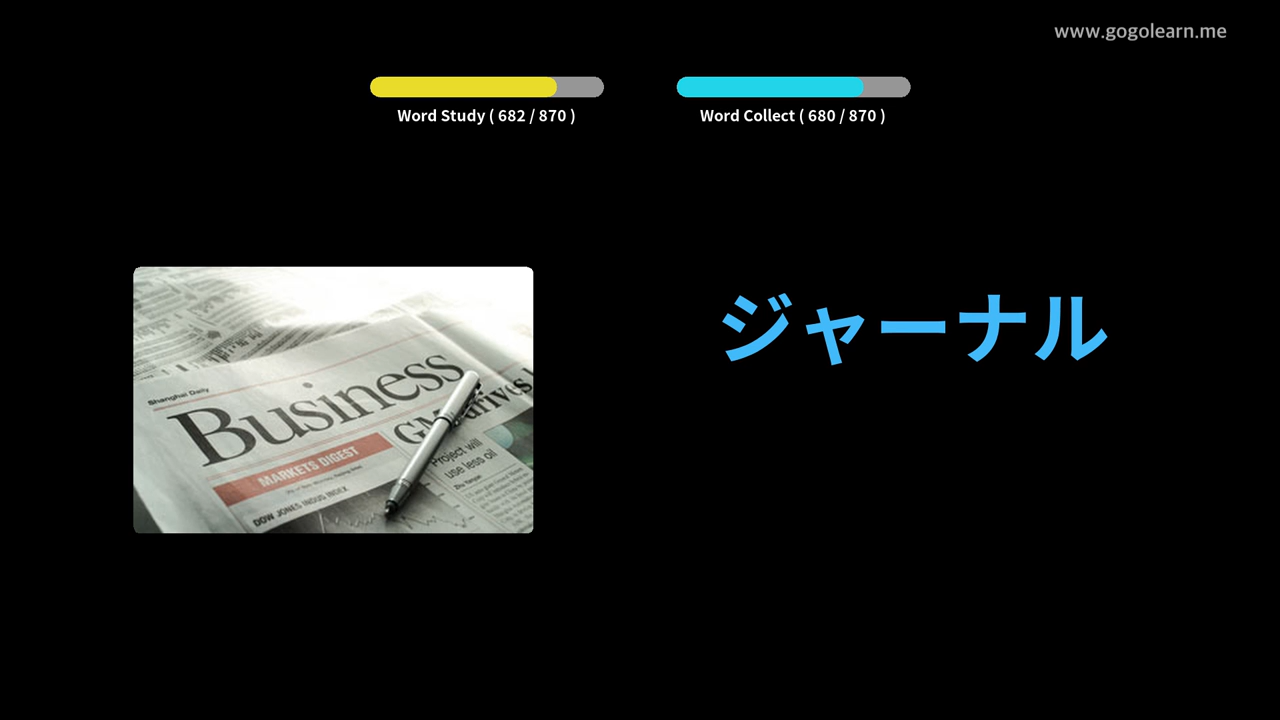 www.gogolearn.me
Word Study ( 682 / 870 )
Word Collect ( 680 / 870 )
ジャーナル
Shanghai Daily
Business
MARKETS DIGEST
DOW JONES INDUS INDEX
Project will
use less oil